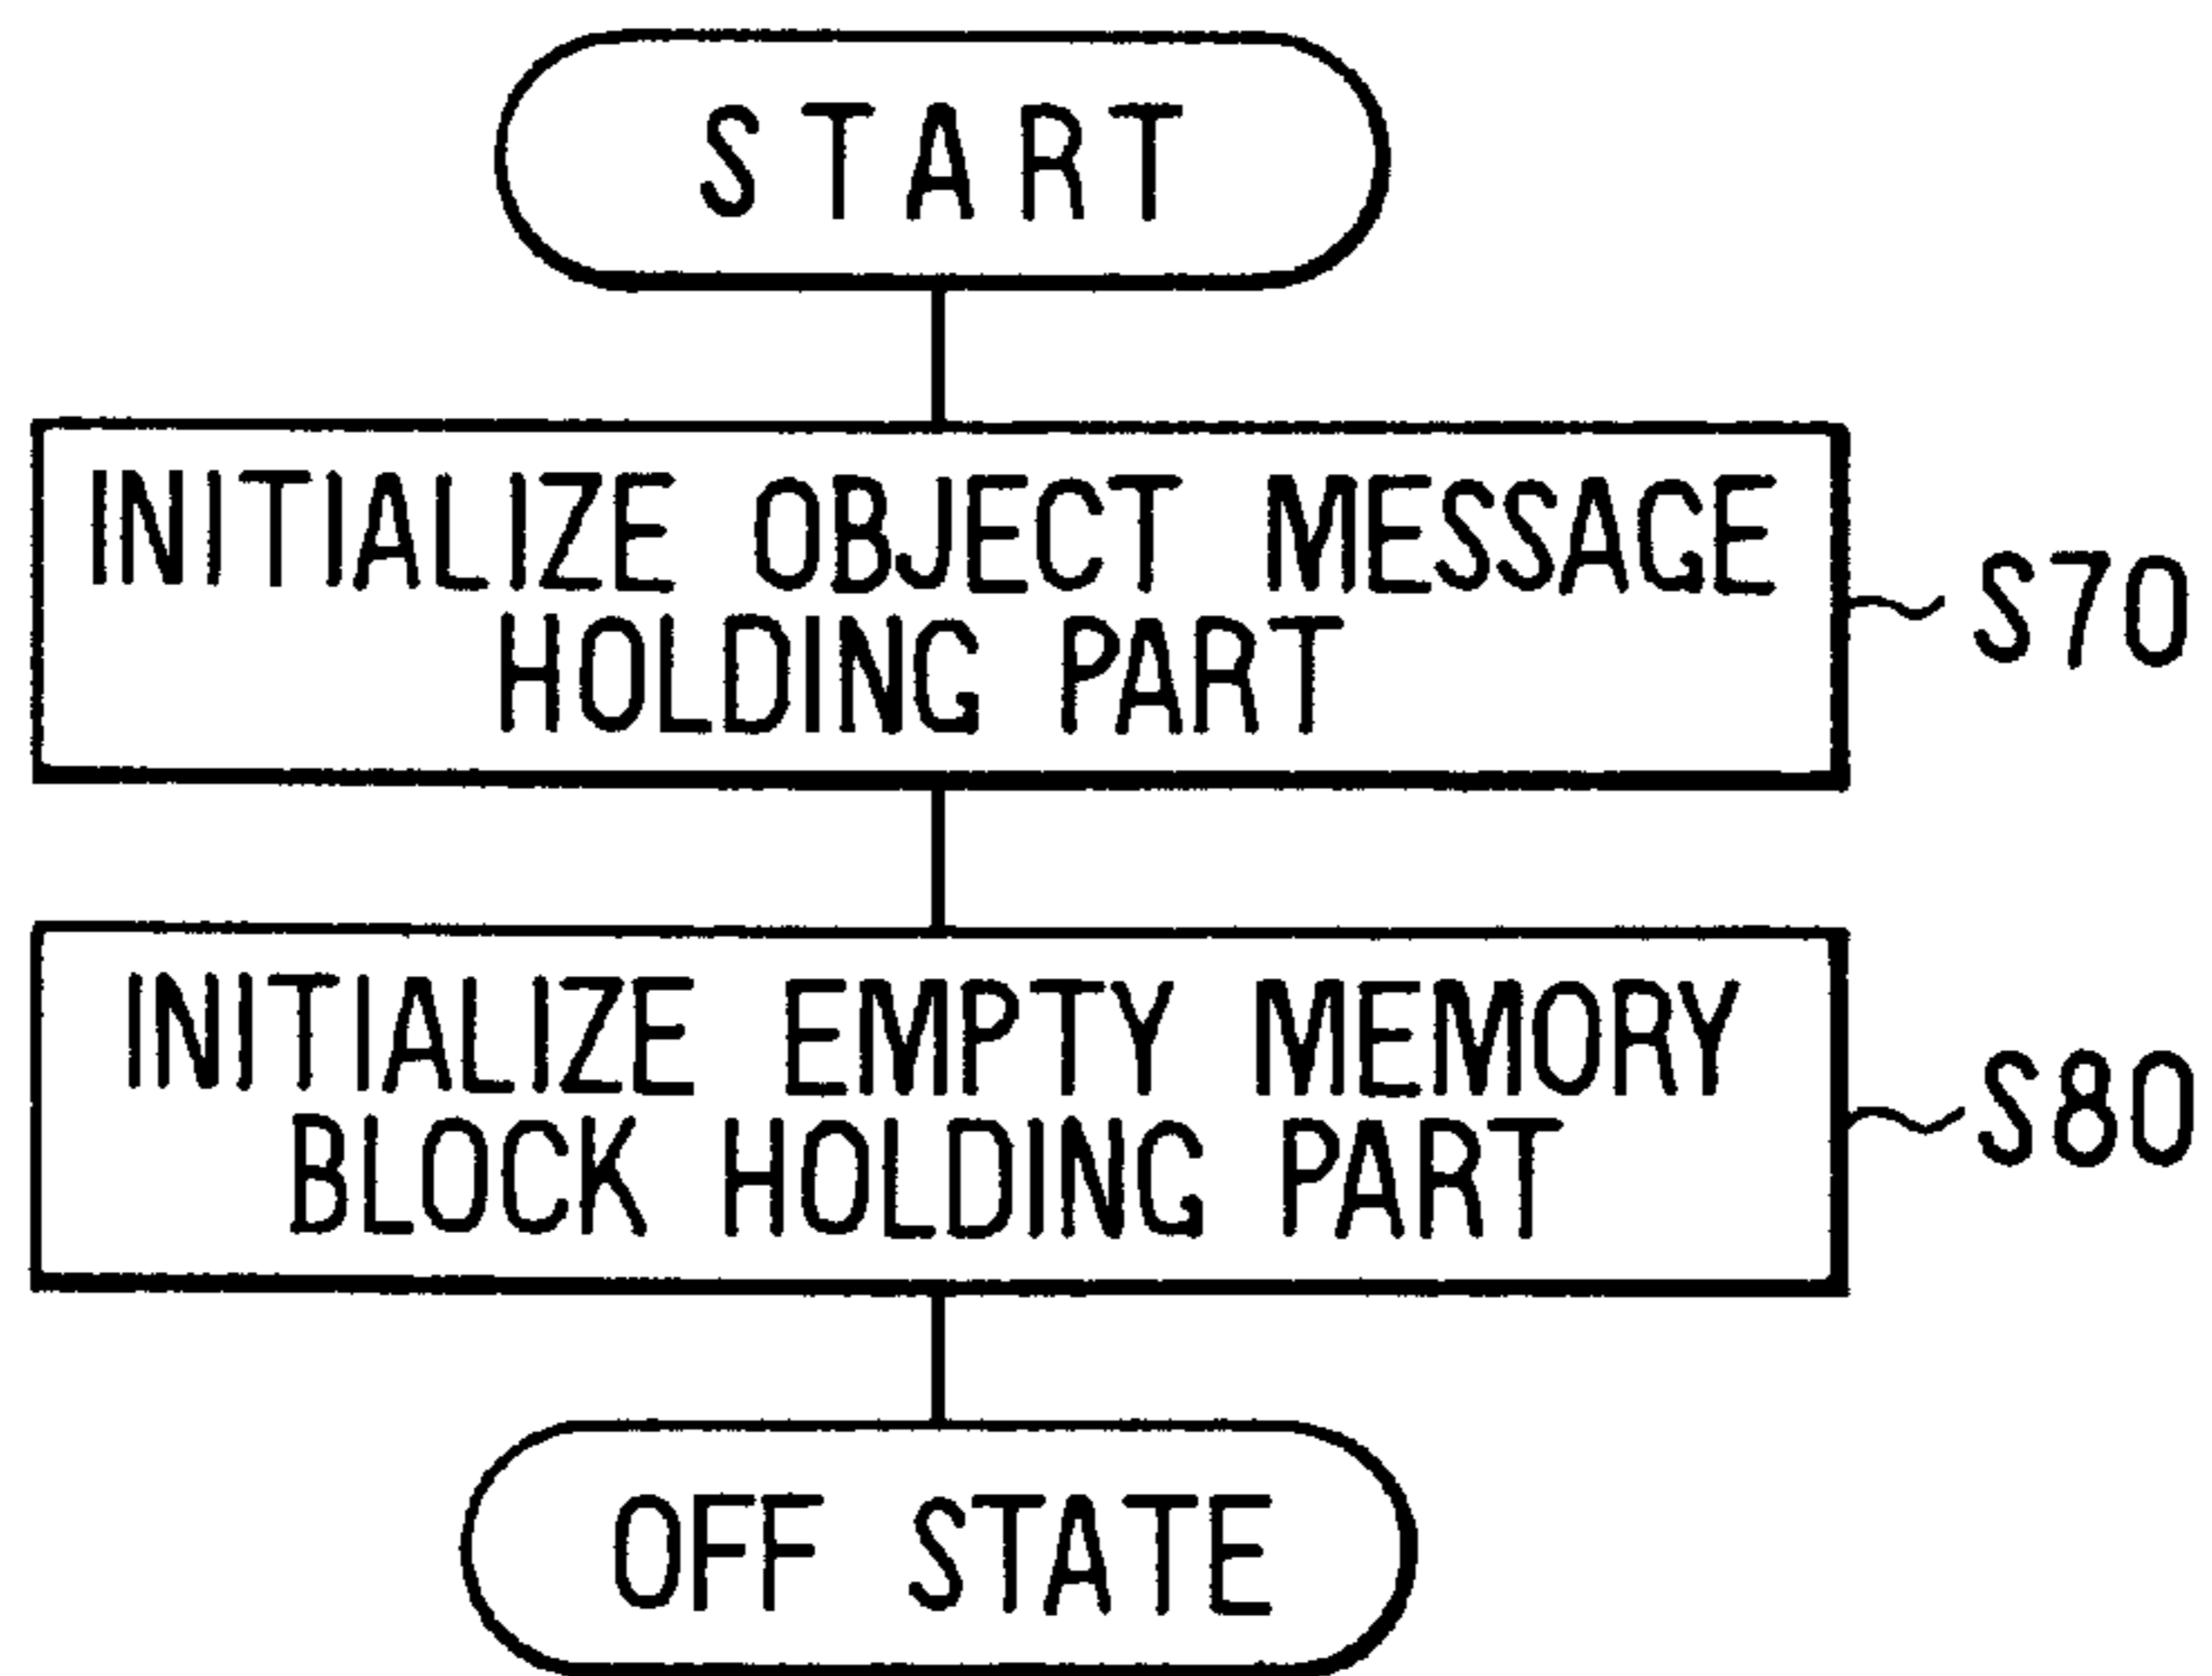 START
INITIALIZE OBJECT MESSAGE
HOLDING PART
S70
INITIALIZE EMPTY MEMORY
BLOCK HOLDING PART
S80
OFF STATE